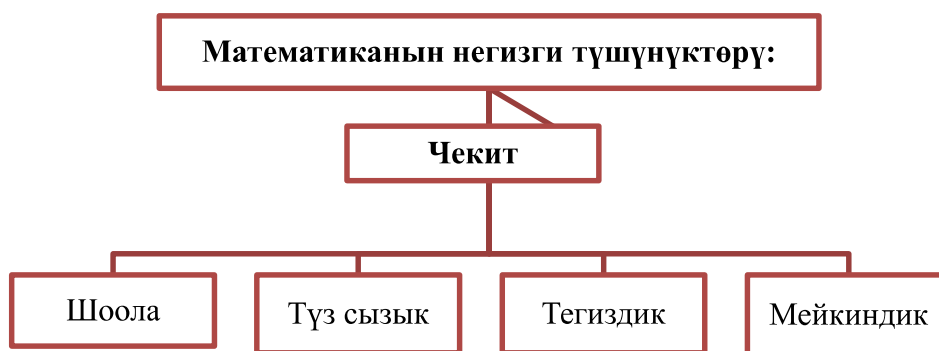 Математиканын негизги түшүнүктөрү:
Чекит
Шоола
Түз сызык
Тегиздик
Мейкиндик